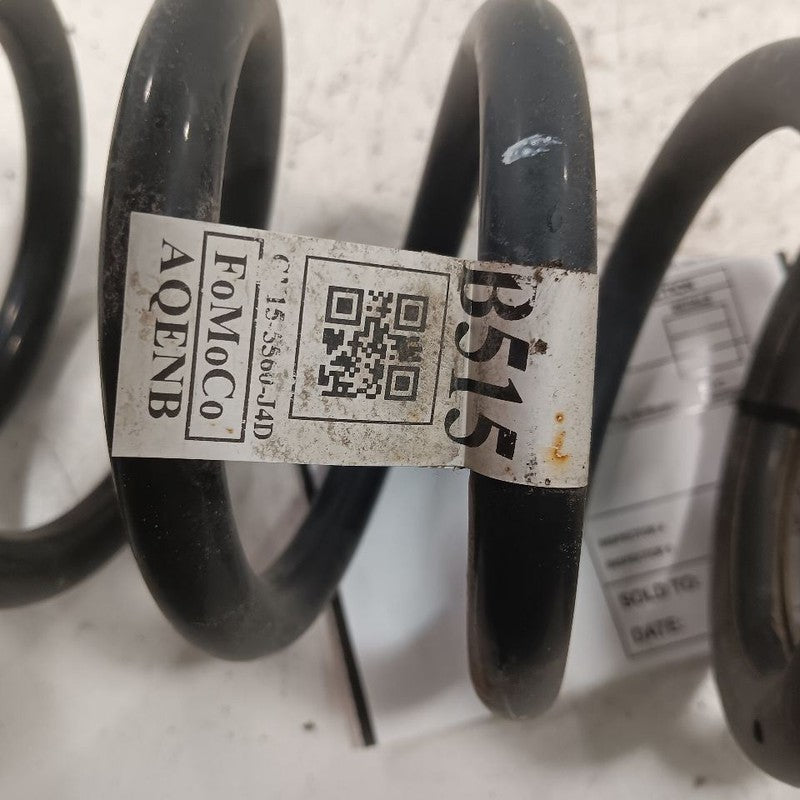 B515
15-5560-J4D
FoMoCo
AQENB
SOLD TO:
DATE: